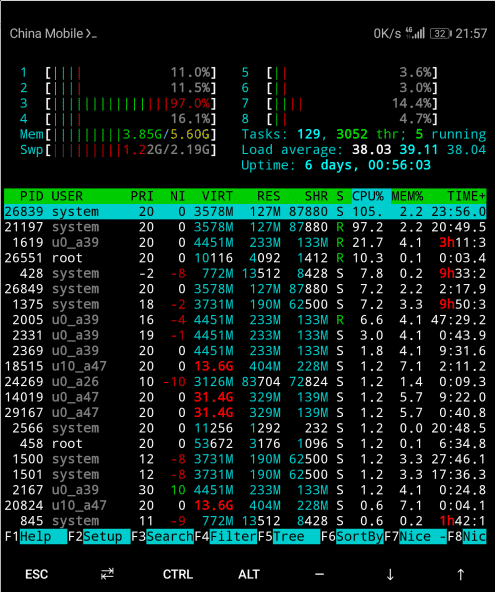 China Mobile 0K/s 4G 32 21:57
1 [|||| 11.0%] 5 [|| 3.6%]
2 [|||| 11.5%] 6 [|| 3.0%]
3 [||||||||||||||||97.0%] 7 [|||| 14.4%]
4 [|||| 16.1%] 8 [|| 4.7%]
Mem[|||||||||3.85G/5.60G] Tasks: 129, 3052 thr; 5 running
Swp[|||||||||1.22G/2.19G] Load average: 38.03 39.11 38.04
Uptime: 6 days, 00:56:03
PID USER PRI NI VIRT RES SHR S CPU% MEM% TIME+
26839 system 20 0 3578M 127M 87880 S 105. 2.2 23:56.0
21197 system 20 0 3578M 127M 87880 R 97.2 2.2 20:49.5
1619 u0_a39 20 0 4451M 233M 133M R 21.7 4.1 3h11:3
26551 root 20 0 10116 4092 1412 R 10.3 0.1 0:03.4
428 system -2 -8 772M 13512 8428 S 7.8 0.2 9h33:2
26849 system 20 0 3578M 127M 87880 S 7.2 2.2 2:17.9
1375 system 18 -2 3731M 190M 62500 S 7.2 3.3 9h50:3
2005 u0_a39 16 -4 4451M 233M 133M R 6.6 4.1 47:29.2
2331 u0_a39 19 -1 4451M 233M 133M S 3.0 4.1 0:43.9
2369 u0_a39 20 0 4451M 233M 133M S 1.8 4.1 9:31.6
18515 u10_a47 20 0 13.6G 404M 228M S 1.2 7.1 2:11.2
24269 u0_a26 10 -10 3126M 83704 72824 S 1.2 1.4 0:09.3
14019 u0_a47 20 0 31.4G 329M 139M S 1.2 5.7 9:22.0
29167 u0_a47 20 0 31.4G 329M 139M S 1.2 5.7 0:40.8
2566 system 20 0 11256 1292 232 S 1.2 0.0 20:48.5
458 root 20 0 53672 3176 1096 S 1.2 0.1 6:34.8
1500 system 12 -8 3731M 190M 62500 S 1.2 3.3 27:46.1
1501 system 12 -8 3731M 190M 62500 S 1.2 3.3 17:36.3
2167 u0_a39 30 10 4451M 233M 133M S 1.2 4.1 0:24.8
20824 u10_a47 20 0 13.6G 404M 228M S 0.6 7.1 0:04.1
845 system 11 -9 772M 13512 8428 S 0.6 0.2 1h42:1
F1Help F2Setup F3SearchF4FilterF5Tree F6SortByF7Nice -F8Nic
ESC ⇄ CTRL ALT — ↓ ↑